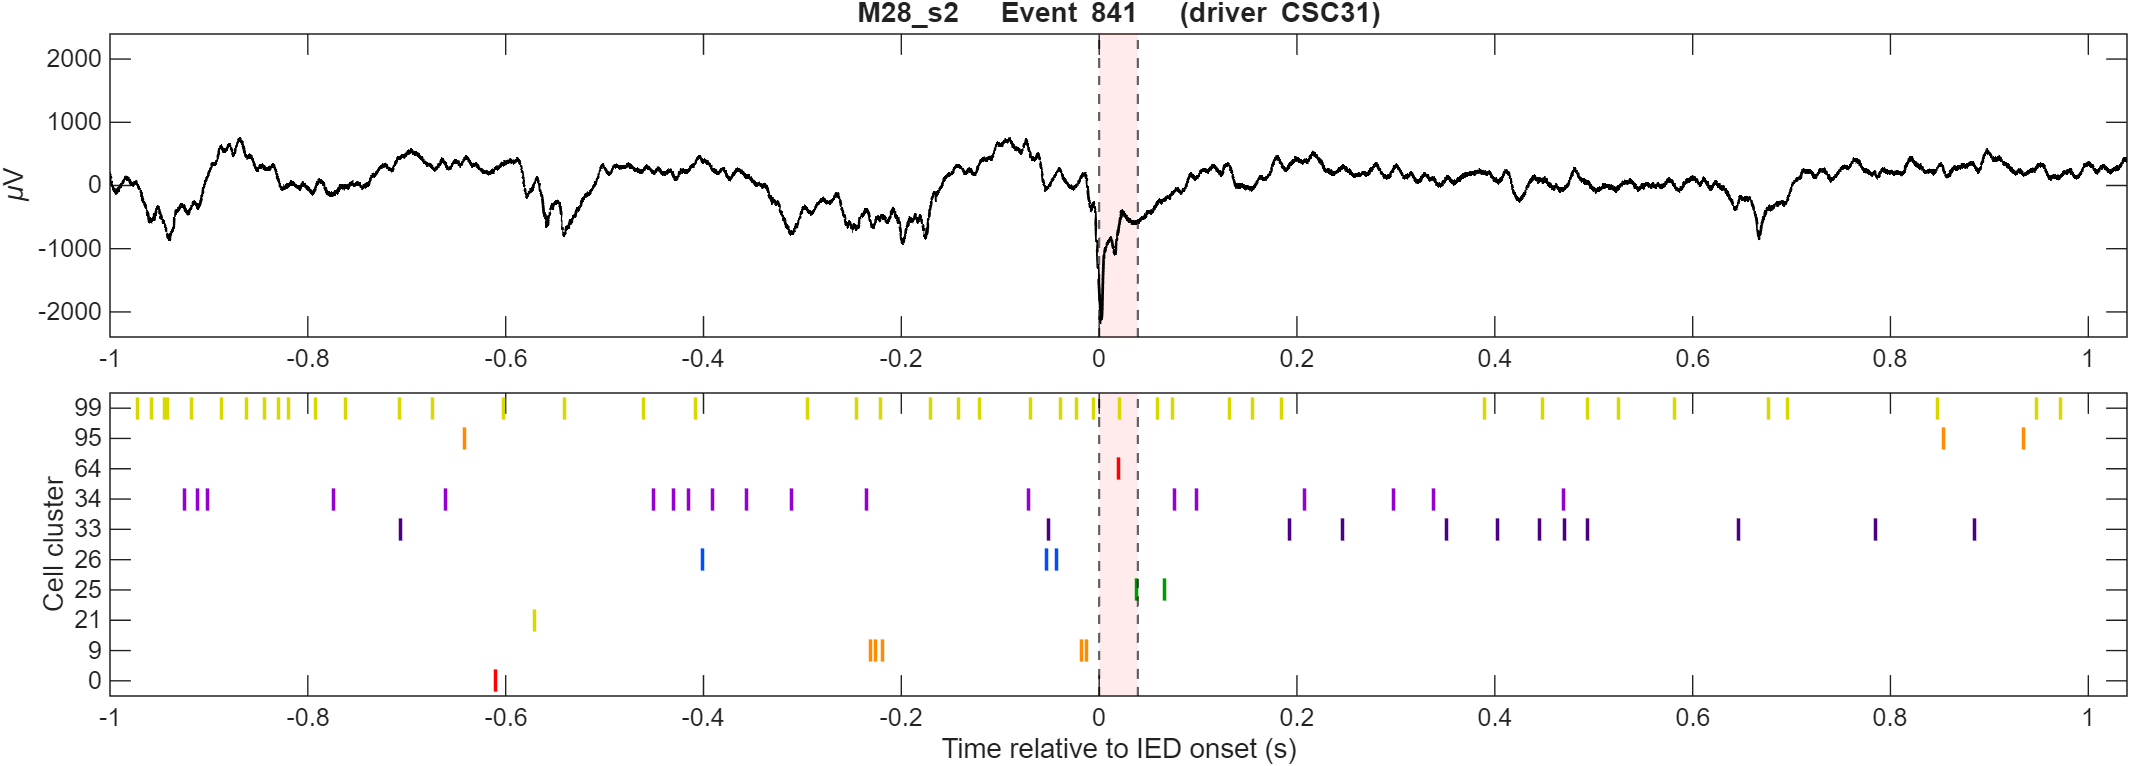 M28_s2 Event 841 (driver CSC31)
μV
2000
1000
0
-1000
-2000
-1 -0.8 -0.6 -0.4 -0.2 0 0.2 0.4 0.6 0.8 1
Cell cluster
99
95
64
34
33
26
25
21
9
0
-1 -0.8 -0.6 -0.4 -0.2 0 0.2 0.4 0.6 0.8 1
Time relative to IED onset (s)